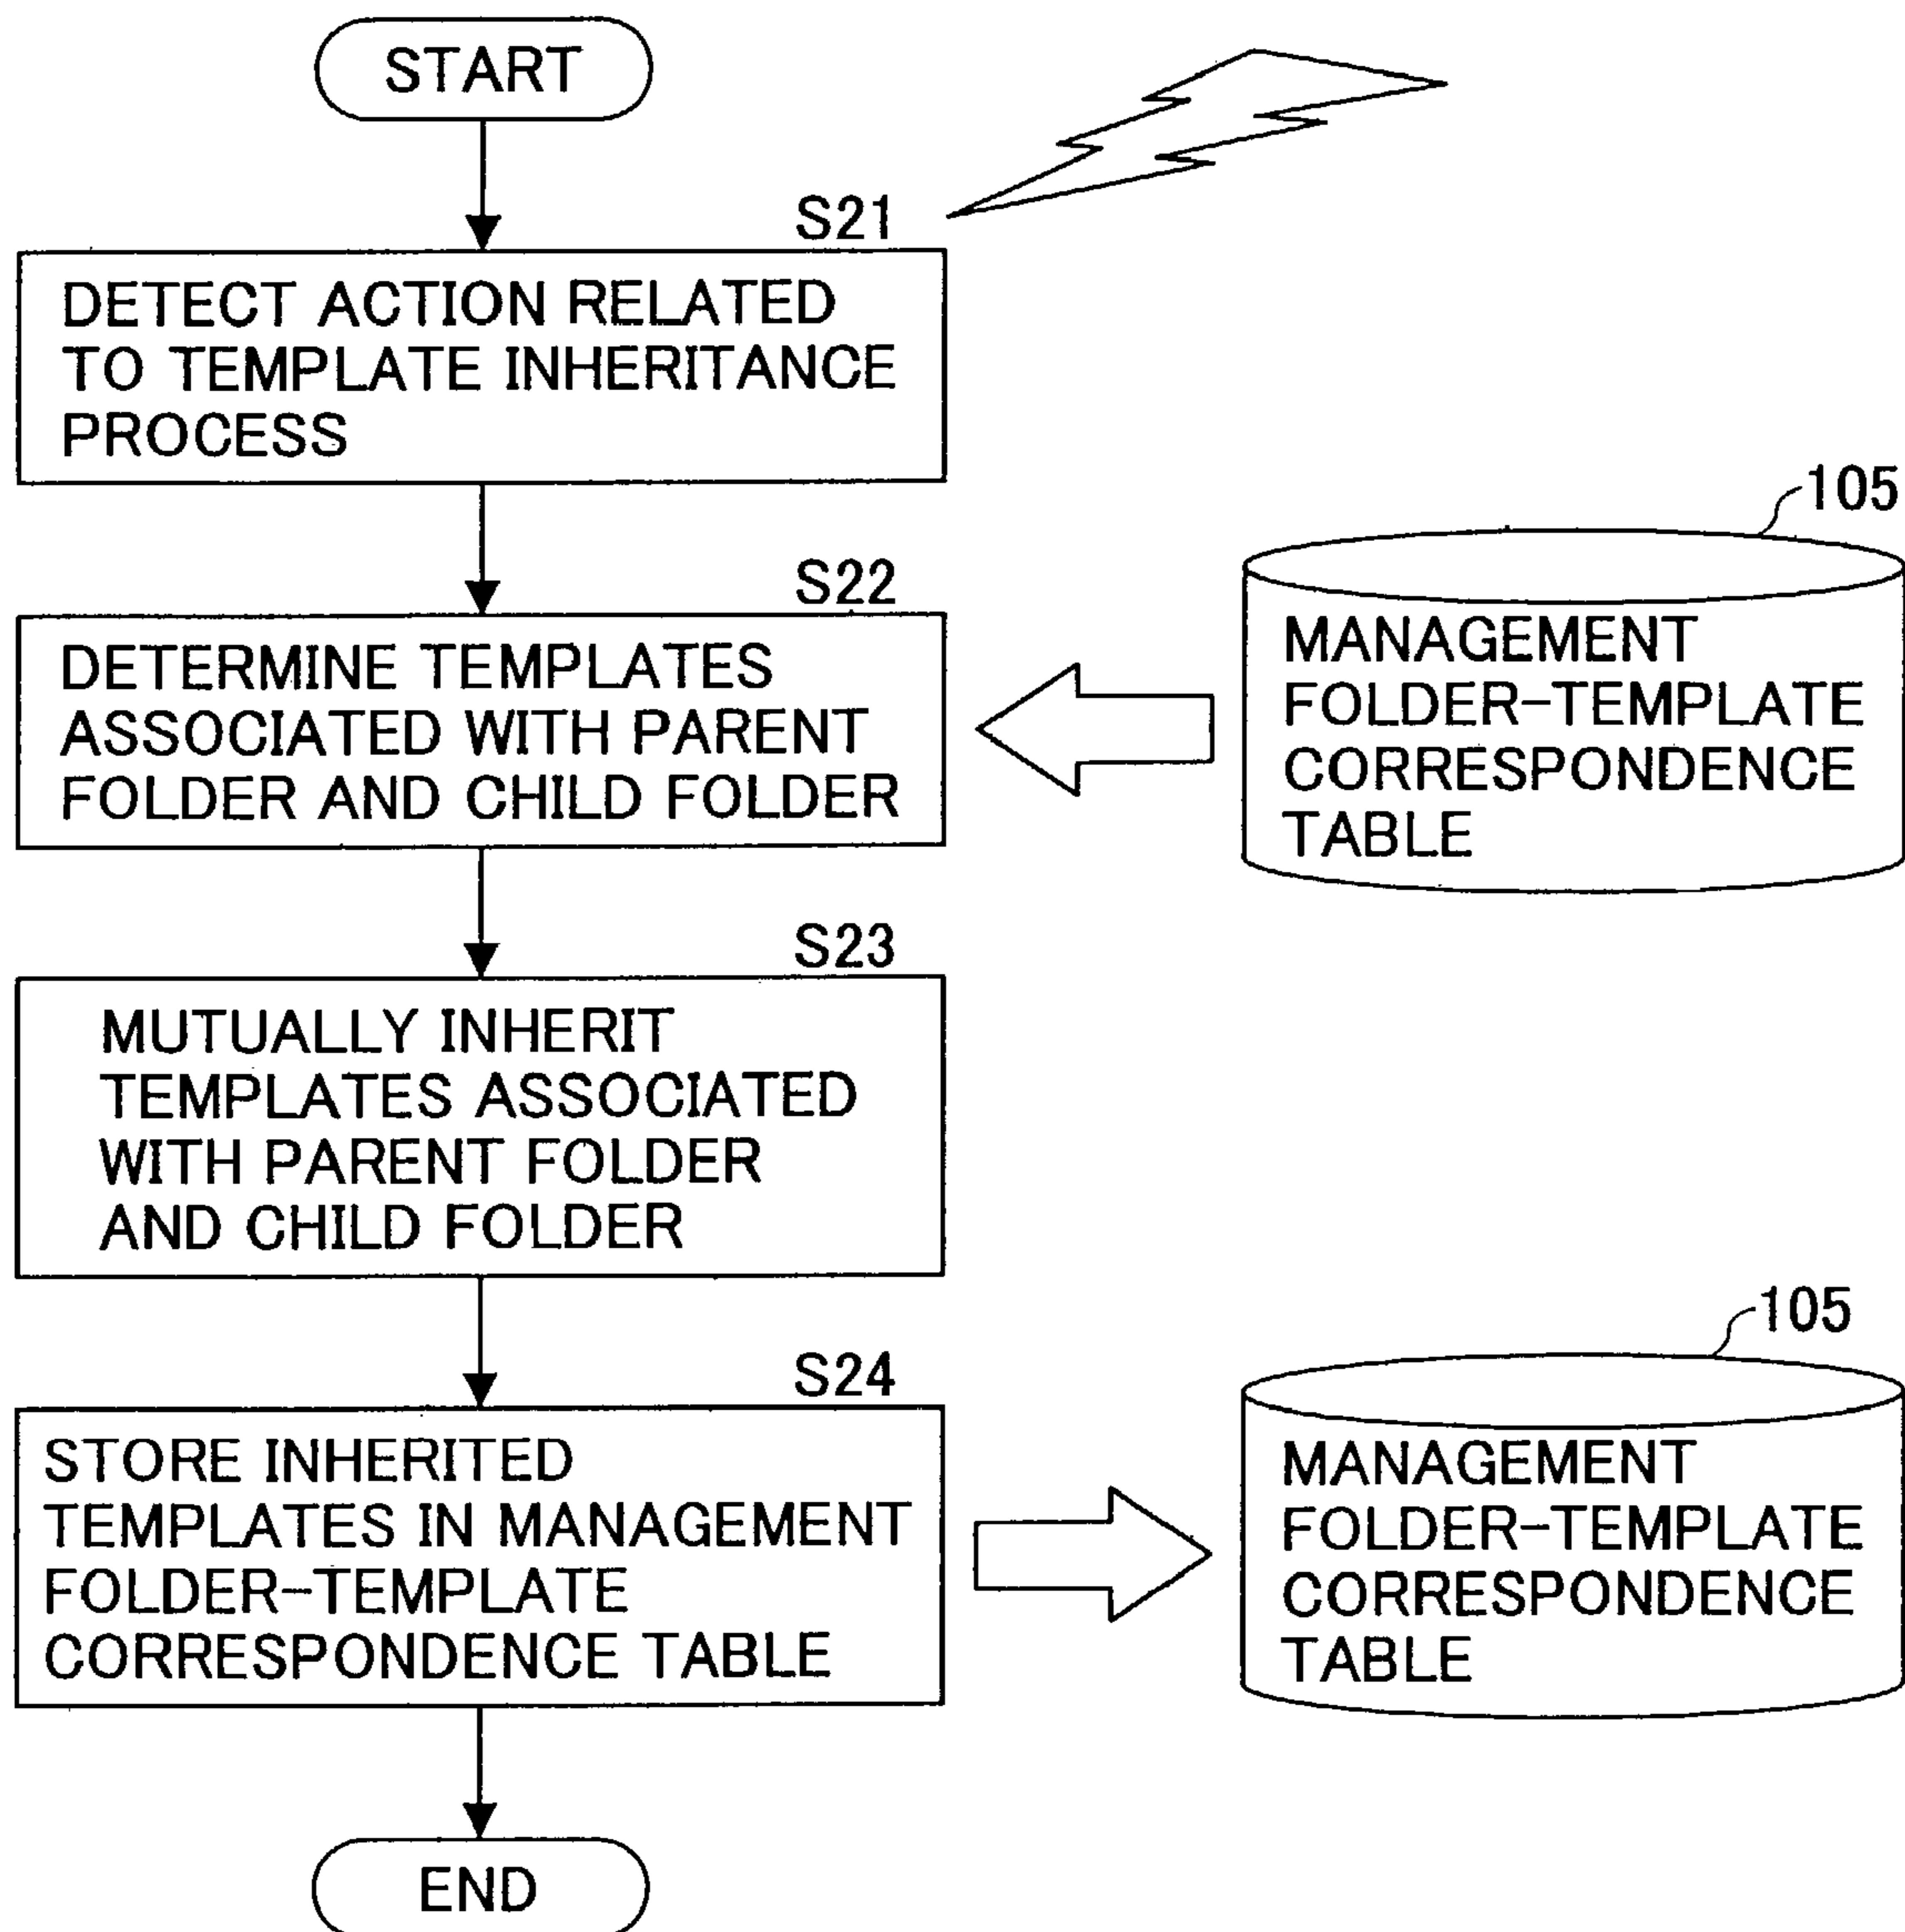 START
S21
DETECT ACTION RELATED
TO TEMPLATE INHERITANCE
PROCESS
105
S22
DETERMINE TEMPLATES
ASSOCIATED WITH PARENT
FOLDER AND CHILD FOLDER
MANAGEMENT
FOLDER-TEMPLATE
CORRESPONDENCE
TABLE
S23
MUTUALLY INHERIT
TEMPLATES ASSOCIATED
WITH PARENT FOLDER
AND CHILD FOLDER
105
S24
STORE INHERITED
TEMPLATES IN MANAGEMENT
FOLDER-TEMPLATE
CORRESPONDENCE TABLE
MANAGEMENT
FOLDER-TEMPLATE
CORRESPONDENCE
TABLE
END